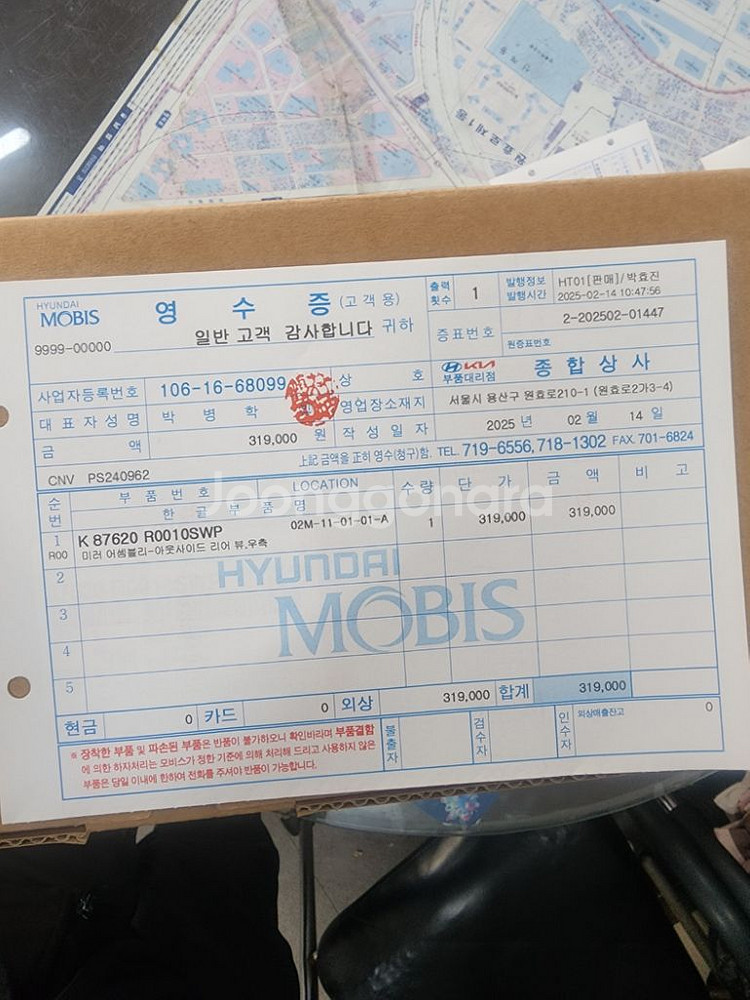 원효로제1동
HYUNDAI
MOBIS
영 수 증 (고객용)
출력횟수 1
발행정보 HT01[판매]/박효진
발행시간 2025-02-14 10:47:56
9999-00000 일반 고객 감사합니다 귀하
증표번호 2-202502-01447
원증표번호
사업자등록번호 106-16-68099 상 호 HYUNDAI KIA 부품대리점 종합상사
대표자성명 박 병 학 영업장소재지 서울시 용산구 원효로210-1 (원효로2가3-4)
금 액 319,000 원 작성일자 2025 년 02 월 14 일
上記 금액을 正히 영수(청구)함. TEL. 719-6556, 718-1302 FAX. 701-6824
CNV PS240962
순번 부 품 번 호 LOCATION 수량 단 가 금 액 비 고
한 글 부 품 명
1 K 87620 R0010SWP 02M-11-01-01-A 1 319,000 319,000
R00 미러 어셈블리-아웃사이드 리어 뷰,우측
Joonggonara
2
HYUNDAI
MOBIS
3
4
5
현금 0 카드 0 외상 319,000 합계 319,000
※ 장착한 부품 및 파손된 부품은 반품이 불가하오니 확인바리며 부품결함
에 의한 하자처리는 모비스가 정한 기준에 의해 처리해 드리고 사용하지 않은
부품은 당일 이내에 한하여 전화를 주셔야 반품이 가능합니다.
불출자 검수자 인수자 외상매출잔고 0